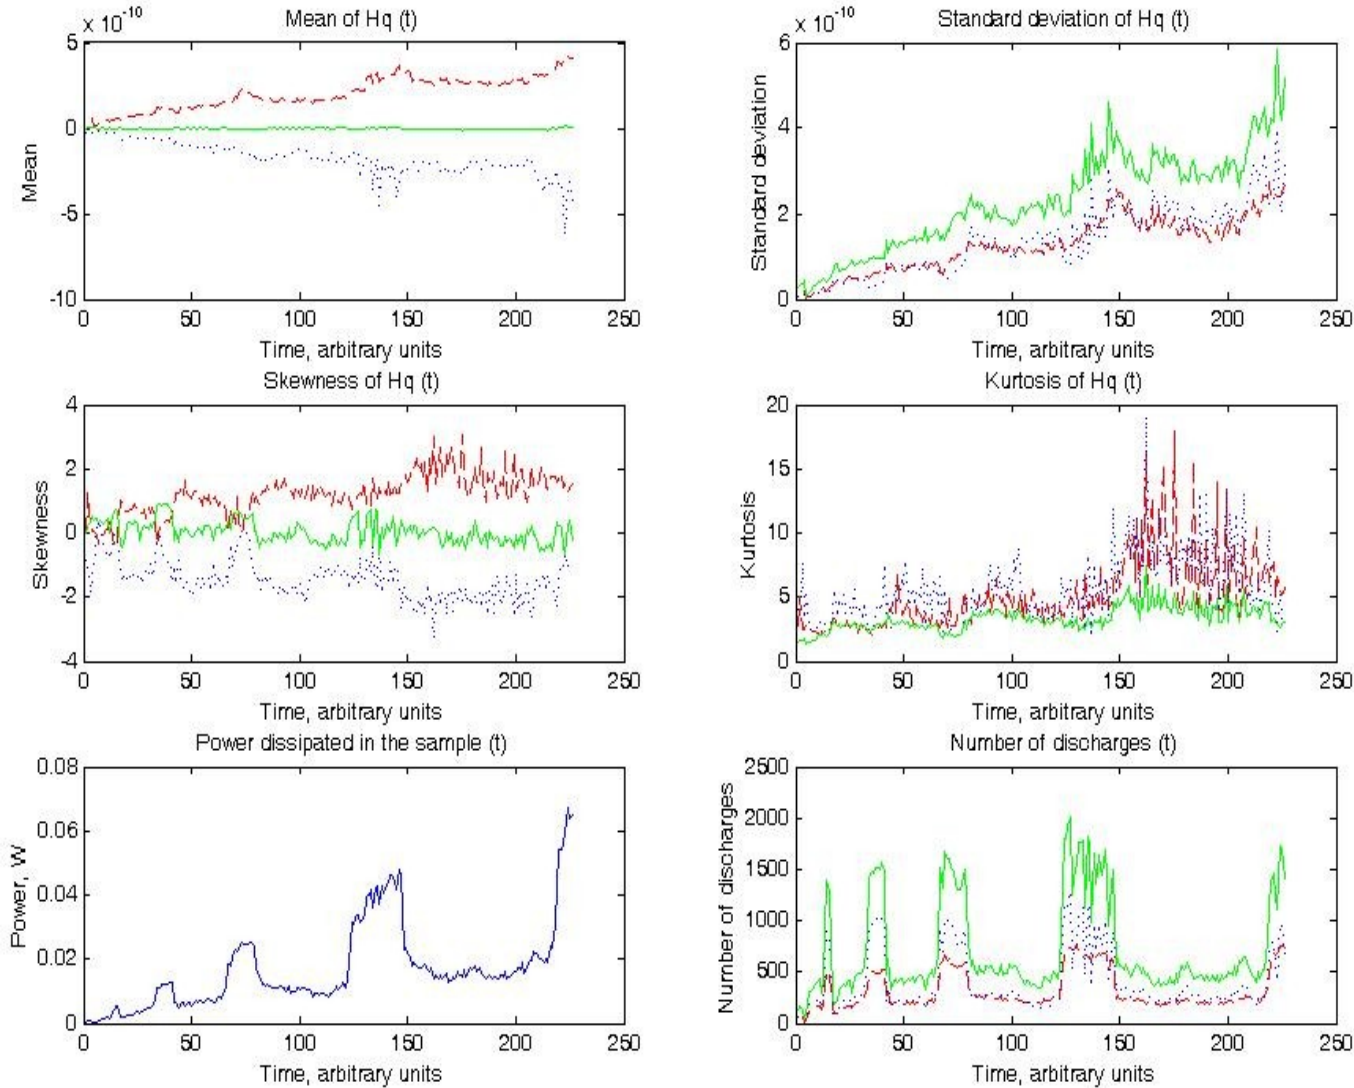 x 10^-10
Mean of Hq (t)
5
0
-5
-10
Mean
0 50 100 150 200 250
Time, arbitrary units
x 10^-10
Standard deviation of Hq (t)
6
4
2
0
Standard deviation
0 50 100 150 200 250
Time, arbitrary units
Skewness of Hq (t)
4
2
0
-2
-4
Skewness
0 50 100 150 200 250
Time, arbitrary units
Kurtosis of Hq (t)
20
15
10
5
0
Kurtosis
0 50 100 150 200 250
Time, arbitrary units
Power dissipated in the sample (t)
0.08
0.06
0.04
0.02
0
Power, W
0 50 100 150 200 250
Time, arbitrary units
Number of discharges (t)
2500
2000
1500
1000
500
0
Number of discharges
0 50 100 150 200 250
Time, arbitrary units